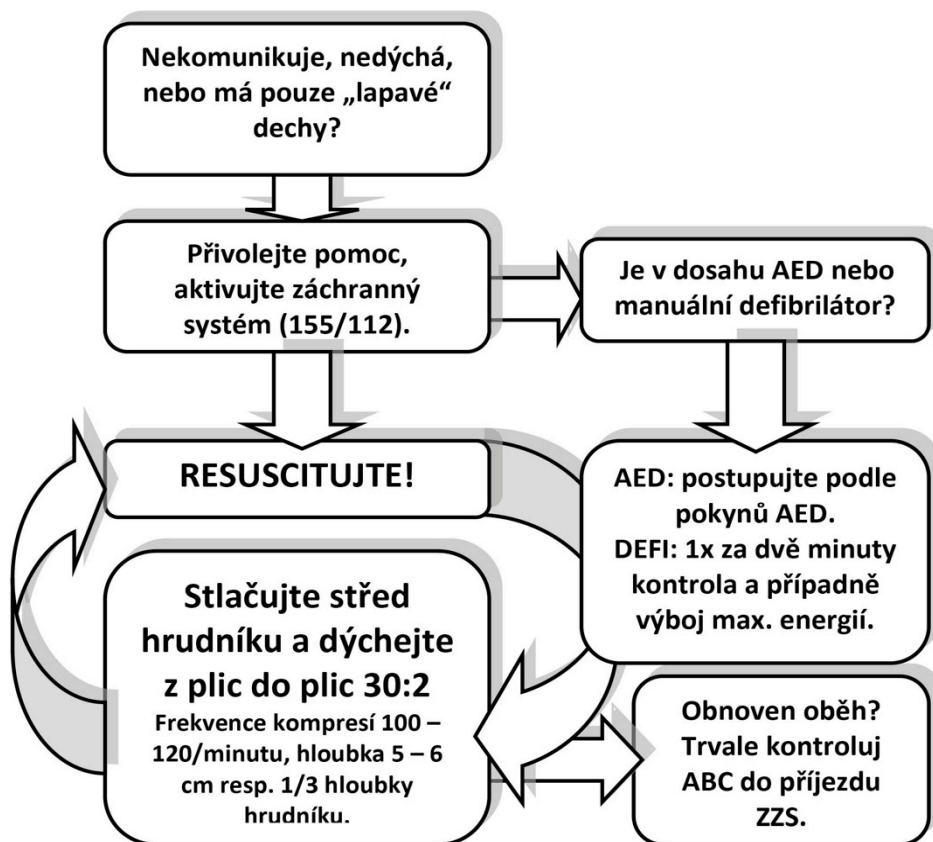 Nekomunikuje, nedýchá,
nebo má pouze „lapavé“
dechy?
Přivolejte pomoc,
aktivujte záchranný
systém (155/112).
Je v dosahu AED nebo
manuální defibrilátor?
RESUSCITUJTE!
AED: postupujte podle
pokynů AED.
DEFI: 1x za dvě minuty
kontrola a případně
výboj max. energií.
Stlačujte střed
hrudníku a dýchejte
z plic do plic 30:2
Frekvence kompresí 100 –
120/minutu, hloubka 5 – 6
cm resp. 1/3 hloubky
hrudníku.
Obnoven oběh?
Trvale kontroluj
ABC do příjezdu
ZZS.